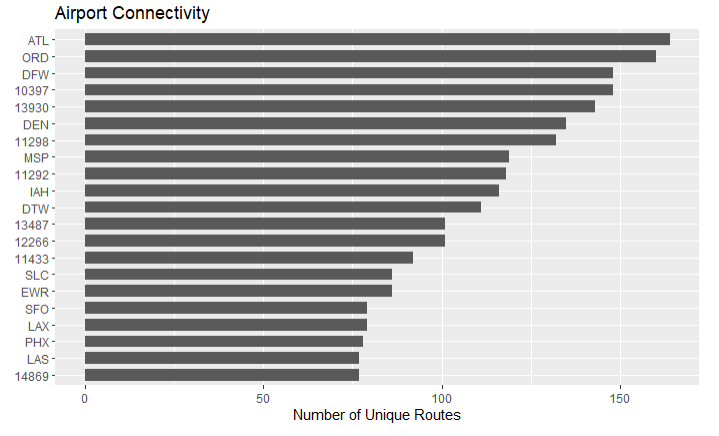 Airport Connectivity
ATL
ORD
DFW
10397
13930
DEN
11298
MSP
11292
IAH
DTW
13487
12266
11433
SLC
EWR
SFO
LAX
PHX
LAS
14869
0 50 100 150
Number of Unique Routes